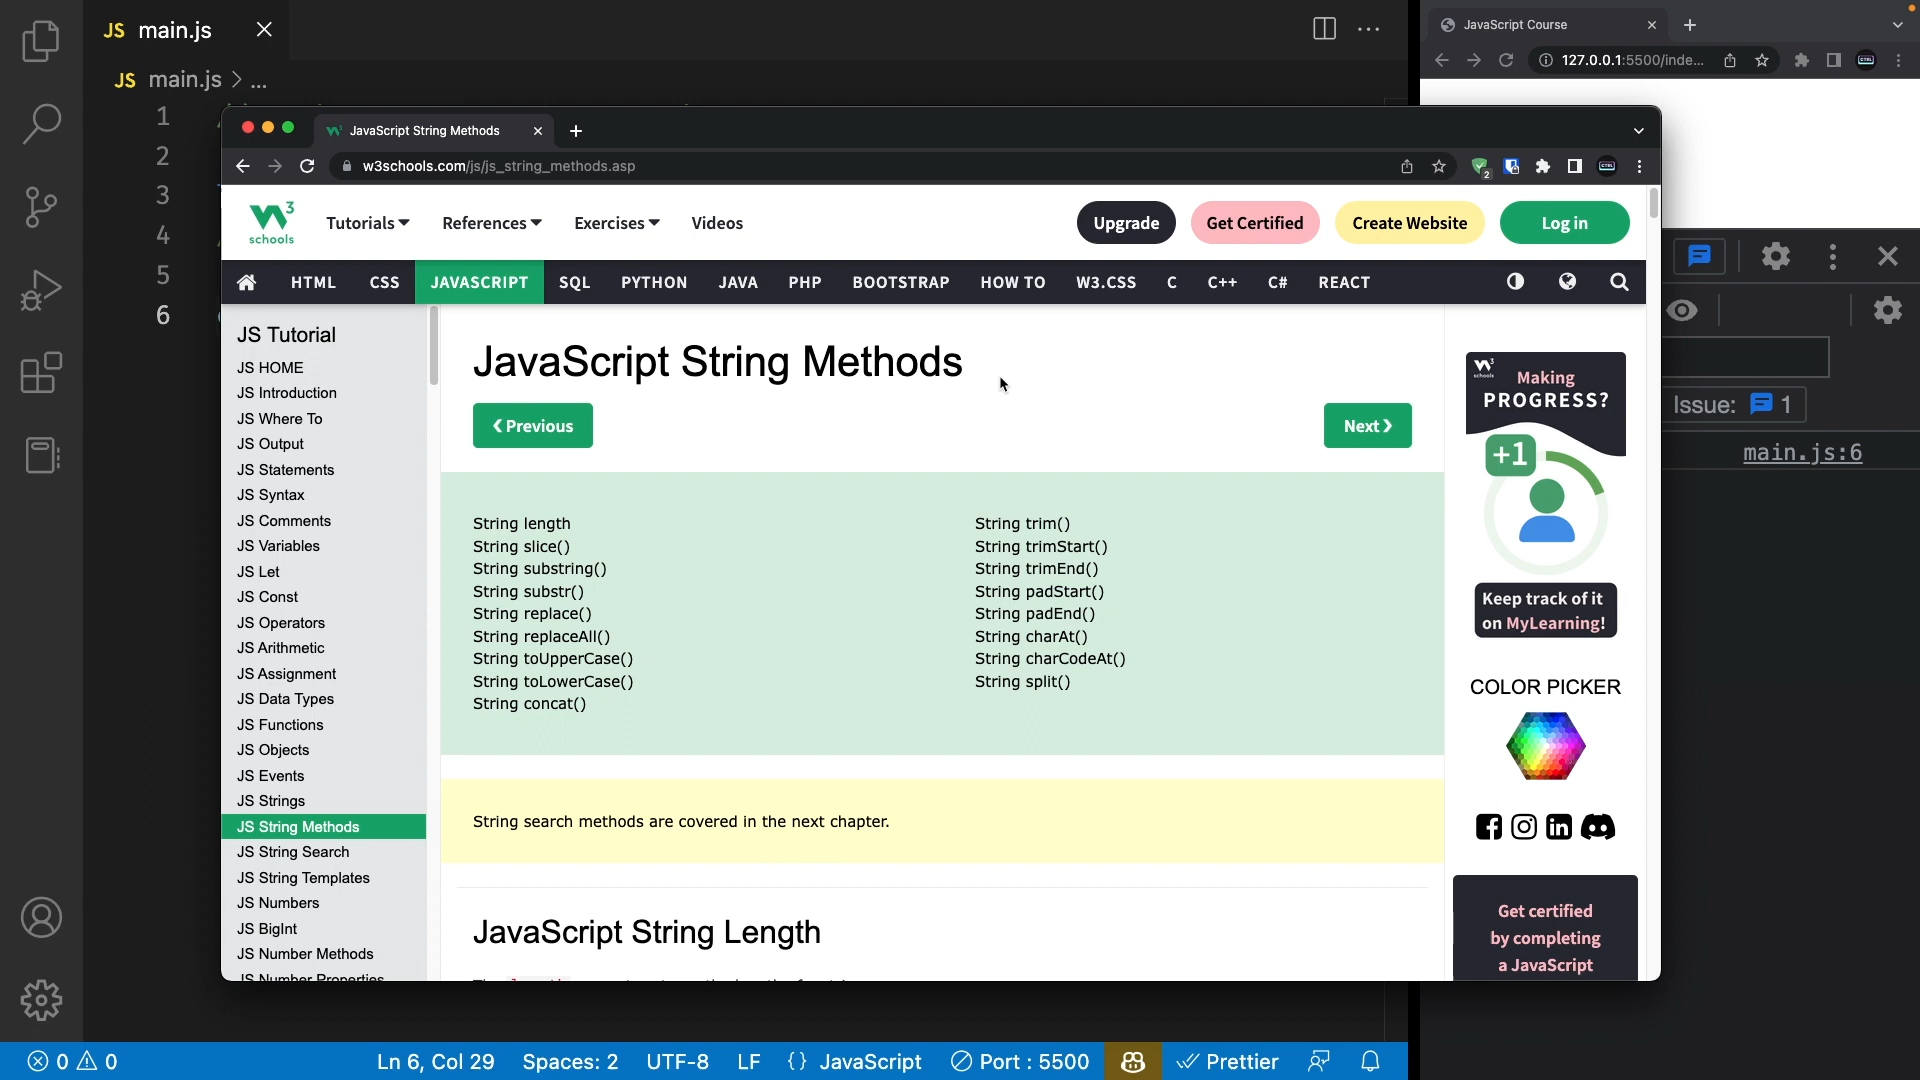 JS main.js
JS main.js > ...
1
2
3
4
5
6
JavaScript Course
127.0.0.1:5500/inde...
JavaScript String Methods
w3schools.com/js/js_string_methods.asp
2
CTRL
W3 schools
Tutorials
References
Exercises
Videos
Upgrade
Get Certified
Create Website
Log in
HTML
CSS
JAVASCRIPT
SQL
PYTHON
JAVA
PHP
BOOTSTRAP
HOW TO
W3.CSS
C
C++
C#
REACT
JS Tutorial
JS HOME
JS Introduction
JS Where To
JS Output
JS Statements
JS Syntax
JS Comments
JS Variables
JS Let
JS Const
JS Operators
JS Arithmetic
JS Assignment
JS Data Types
JS Functions
JS Objects
JS Events
JS Strings
JS String Methods
JS String Search
JS String Templates
JS Numbers
JS BigInt
JS Number Methods
JS Number Properties
JavaScript String Methods
❮ Previous
Next ❯
String length
String slice()
String substring()
String substr()
String replace()
String replaceAll()
String toUpperCase()
String toLowerCase()
String concat()
String trim()
String trimStart()
String trimEnd()
String padStart()
String padEnd()
String charAt()
String charCodeAt()
String split()
String search methods are covered in the next chapter.
JavaScript String Length
W3 schools
Making
PROGRESS?
+1
Keep track of it
on MyLearning!
COLOR PICKER
Get certified
by completing
a JavaScript
Issue: 1
main.js:6
0 0
Ln 6, Col 29
Spaces: 2
UTF-8
LF
{} JavaScript
Port : 5500
Prettier